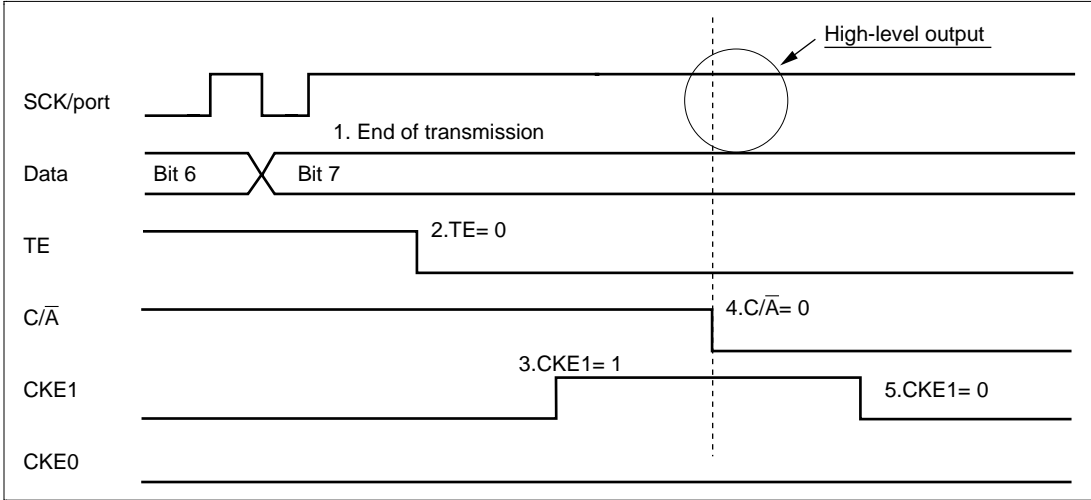 High-level output
SCK/port
1. End of transmission
Data
Bit 6
Bit 7
TE
2.TE= 0
C/A̅
4.C/A̅= 0
3.CKE1= 1
CKE1
5.CKE1= 0
CKE0